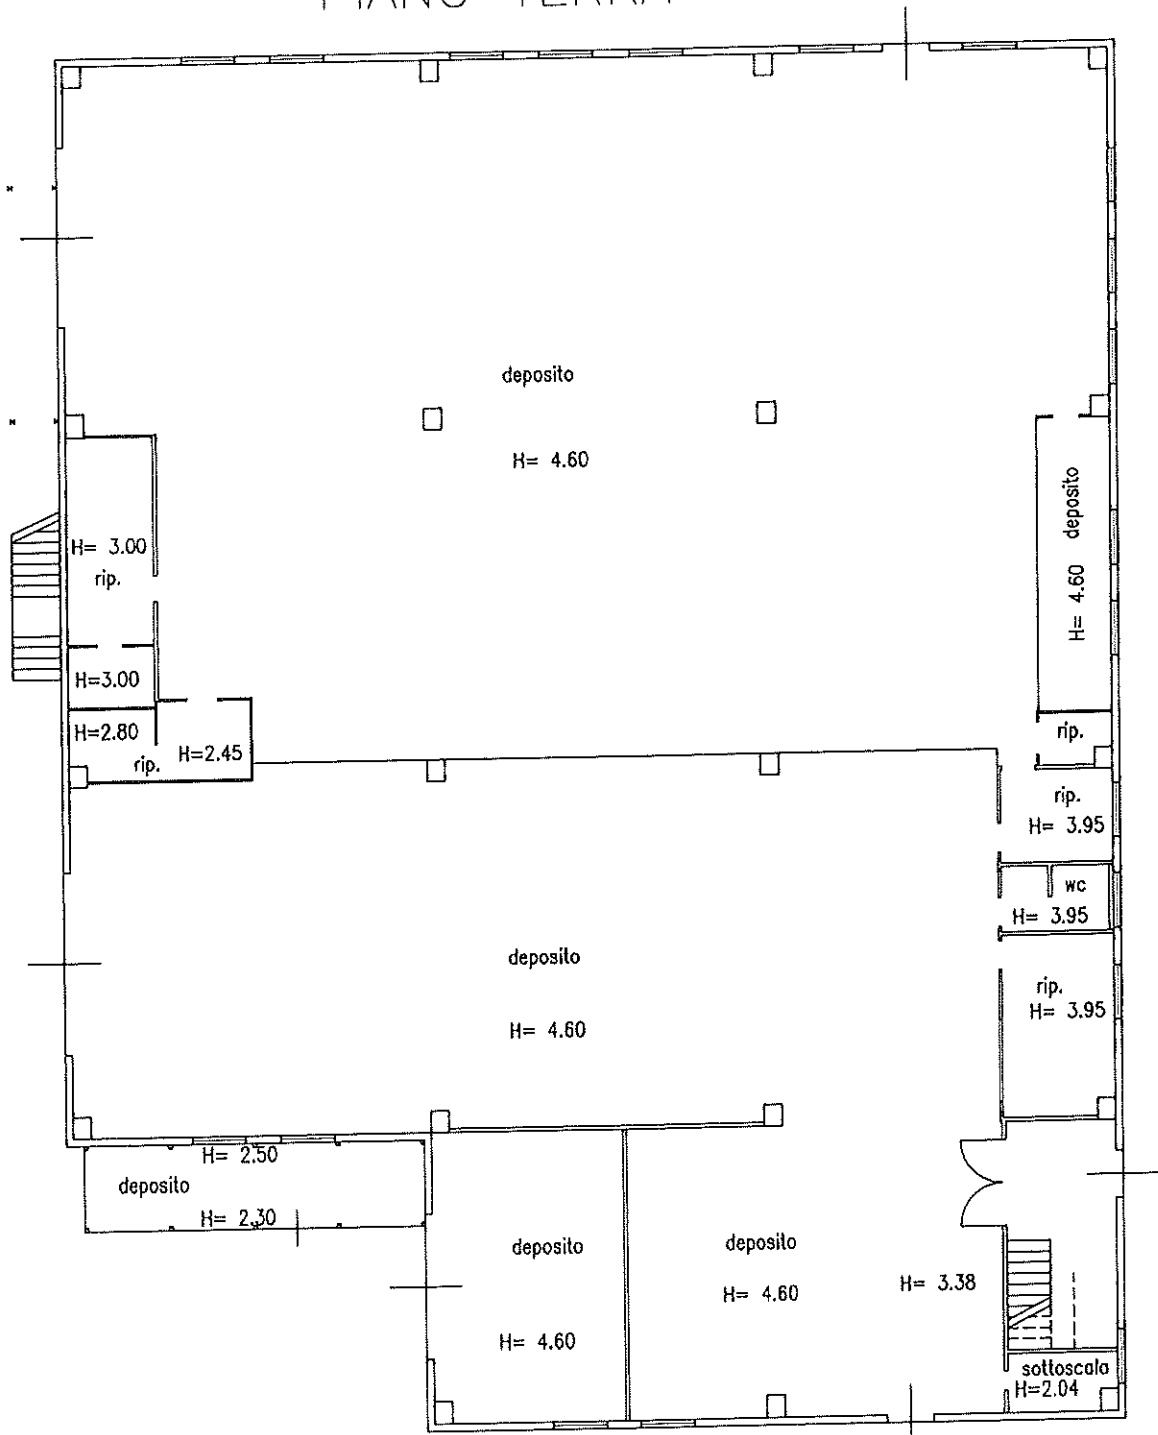 PIANO TERRA
deposito
H= 4.60
H= 3.00
rip.
H=3.00
H=2.80
H=2.45
rip.
deposito
H= 4.60
rip.
rip.
H= 3.95
wc
H= 3.95
rip.
H= 3.95
deposito
H= 4.60
H= 2.50
deposito
H= 2.30
deposito
H= 4.60
deposito
H= 4.60
H= 3.38
sottoscala
H=2.04